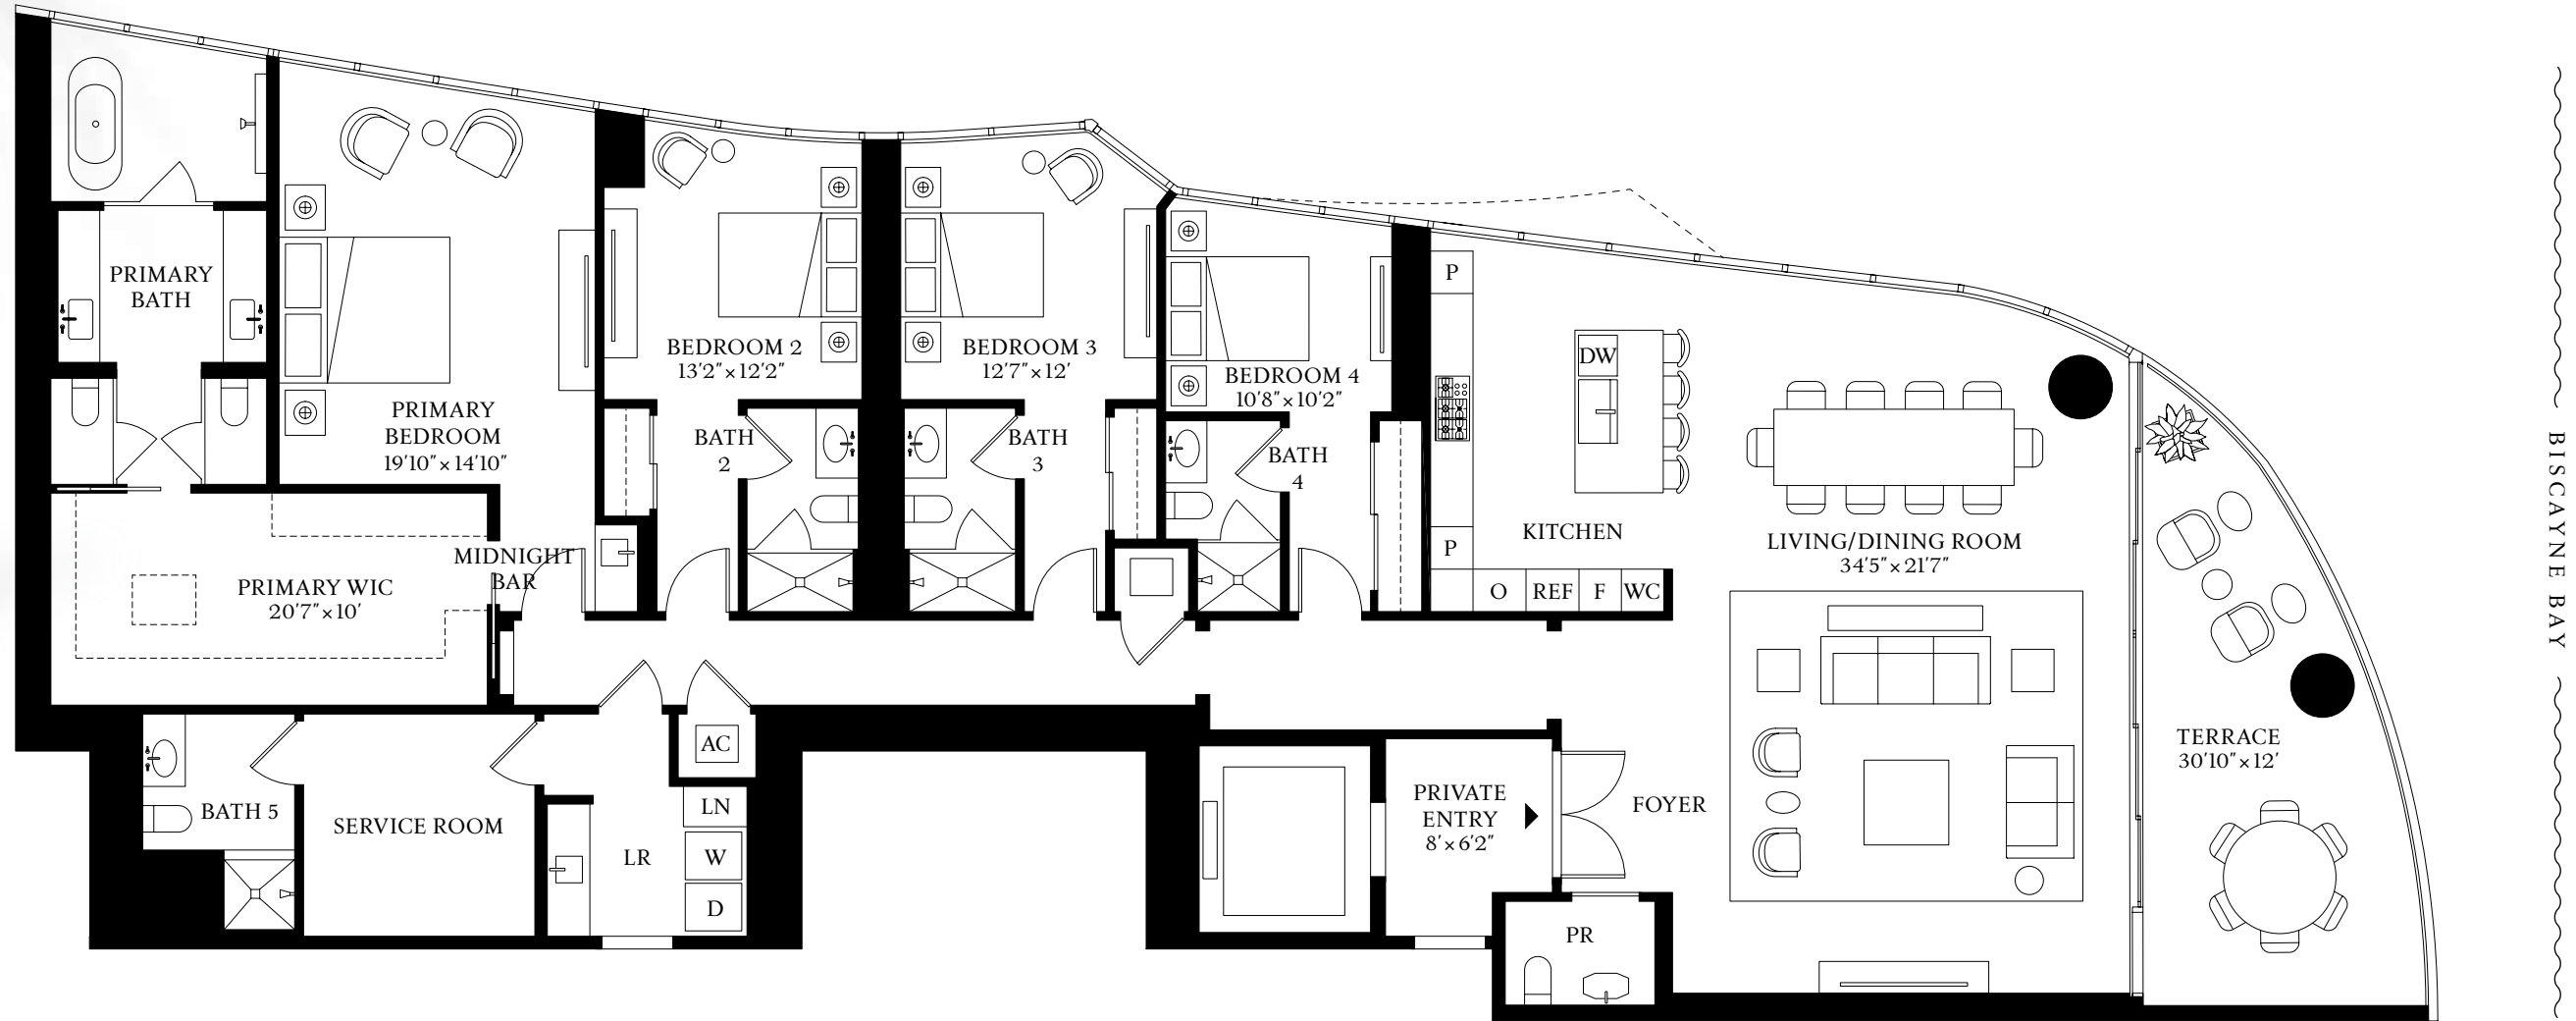 PRIMARY
BATH
PRIMARY
BEDROOM
19'10"×14'10"
BEDROOM 2
13'2"×12'2"
BEDROOM 3
12'7"×12'
BEDROOM 4
10'8"×10'2"
BATH
2
BATH
3
BATH
4
P
DW
KITCHEN
P
O
REF
F
WC
LIVING/DINING ROOM
34'5"×21'7"
MIDNIGHT
BAR
PRIMARY WIC
20'7"×10'
BATH 5
SERVICE ROOM
AC
LN
LR
W
D
PRIVATE
ENTRY
8'×6'2"
FOYER
PR
TERRACE
30'10"×12'
BISCAYNE BAY